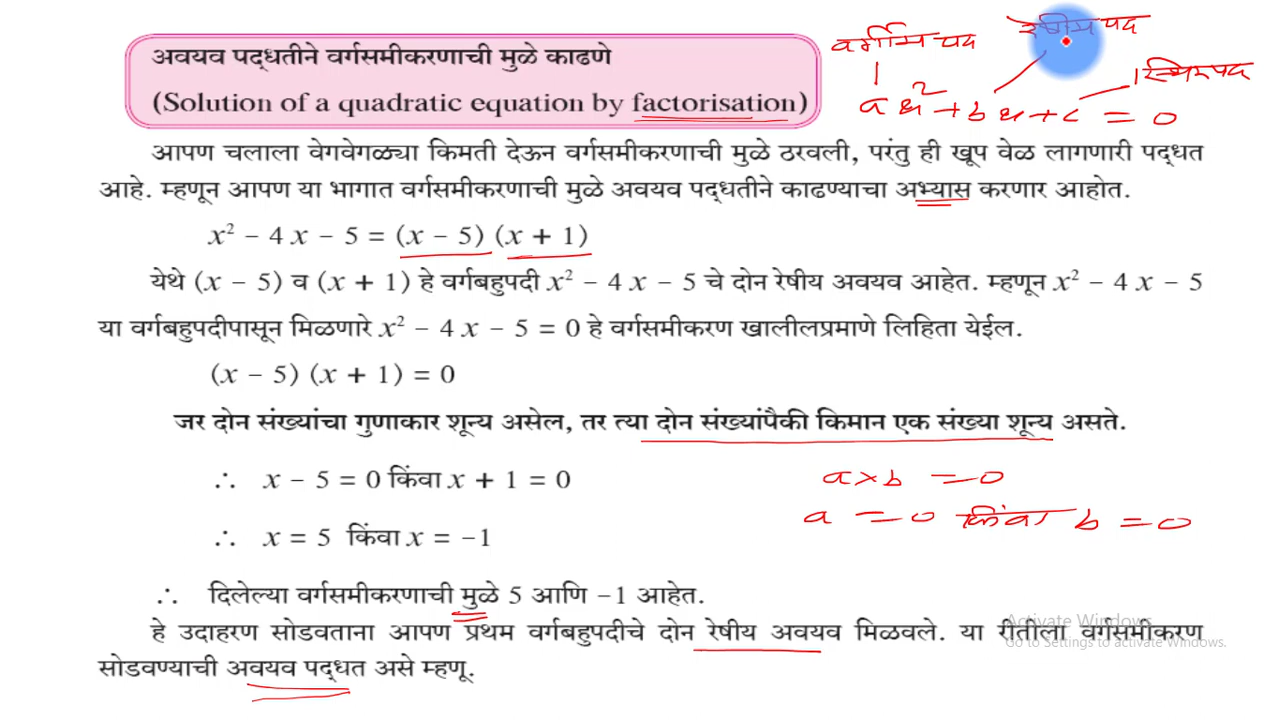 अवयव पद्धतीने वर्गसमीकरणाची मुळे काढणे
(Solution of a quadratic equation by factorisation)
वर्गीय पद
रेषीय पद
स्थिरपद
ax² + bx + c = 0
आपण चलाला वेगवेगळ्या किमती देऊन वर्गसमीकरणाची मुळे ठरवली, परंतु ही खूप वेळ लागणारी पद्धत
आहे. म्हणून आपण या भागात वर्गसमीकरणाची मुळे अवयव पद्धतीने काढण्याचा अभ्यास करणार आहोत.
x² − 4x − 5 = (x − 5) (x + 1)
येथे (x − 5) व (x + 1) हे वर्गबहुपदी x² − 4x − 5 चे दोन रेषीय अवयव आहेत. म्हणून x² − 4x − 5
या वर्गबहुपदीपासून मिळणारे x² − 4x − 5 = 0 हे वर्गसमीकरण खालीलप्रमाणे लिहिता येईल.
(x − 5) (x + 1) = 0
जर दोन संख्यांचा गुणाकार शून्य असेल, तर त्या दोन संख्यांपैकी किमान एक संख्या शून्य असते.
∴ x − 5 = 0 किंवा x + 1 = 0
a × b = 0
a = 0 किंवा b = 0
∴ x = 5 किंवा x = −1
∴ दिलेल्या वर्गसमीकरणाची मुळे 5 आणि −1 आहेत.
Activate Windows
हे उदाहरण सोडवताना आपण प्रथम वर्गबहुपदीचे दोन रेषीय अवयव मिळवले. या रीतीला वर्गसमीकरण
Go to Settings to activate Windows.
सोडवण्याची अवयव पद्धत असे म्हणू.